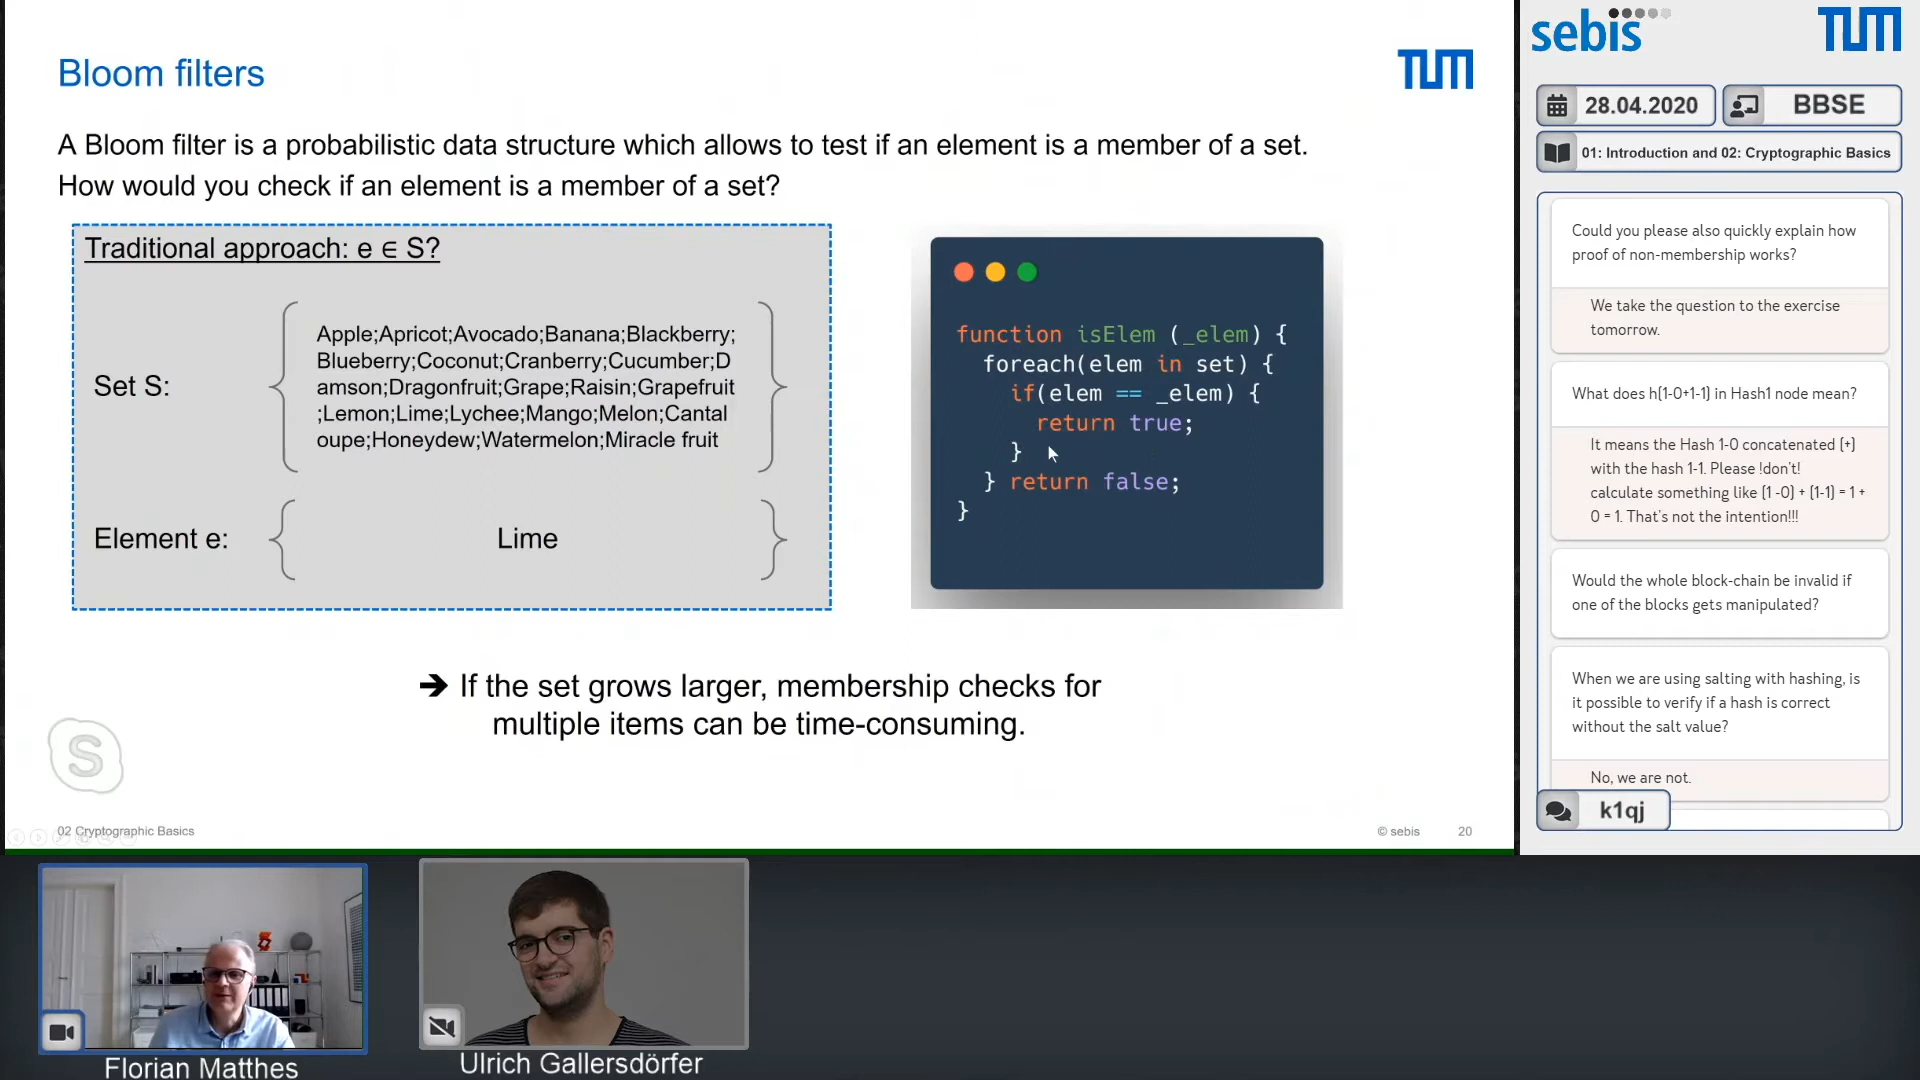 Bloom filters
TUM
A Bloom filter is a probabilistic data structure which allows to test if an element is a member of a set.
How would you check if an element is a member of a set?
Traditional approach: e ∈ S?
Set S:
Apple;Apricot;Avocado;Banana;Blackberry;
Blueberry;Coconut;Cranberry;Cucumber;D
amson;Dragonfruit;Grape;Raisin;Grapefruit
;Lemon;Lime;Lychee;Mango;Melon;Cantal
oupe;Honeydew;Watermelon;Miracle fruit
Element e:
Lime
function isElem (_elem) {
foreach(elem in set) {
if(elem == _elem) {
return true;
}
} return false;
}
➔ If the set grows larger, membership checks for
multiple items can be time-consuming.
S
02 Cryptographic Basics
© sebis
20
sebis
TUM
28.04.2020
BBSE
01: Introduction and 02: Cryptographic Basics
Could you please also quickly explain how
proof of non-membership works?
We take the question to the exercise
tomorrow.
What does h(1-0+1-1) in Hash1 node mean?
It means the Hash 1-0 concatenated (+)
with the hash 1-1. Please !don't!
calculate something like (1 -0) + (1-1) = 1 +
0 = 1. That's not the intention!!!
Would the whole block-chain be invalid if
one of the blocks gets manipulated?
When we are using salting with hashing, is
it possible to verify if a hash is correct
without the salt value?
No, we are not.
k1qj
Florian Matthes
Ulrich Gallersdörfer